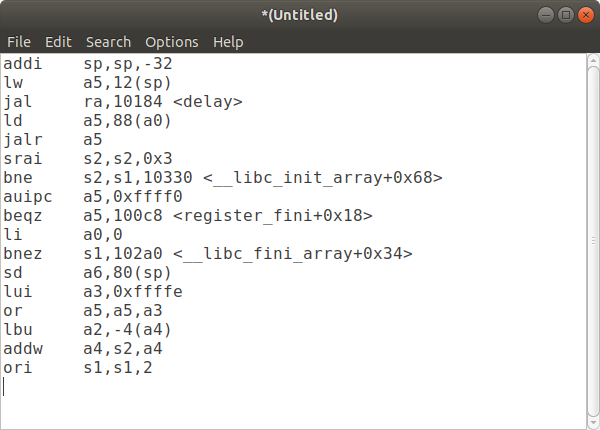 *(Untitled)
File Edit Search Options Help
addi sp,sp,-32
lw a5,12(sp)
jal ra,10184 <delay>
ld a5,88(a0)
jalr a5
srai s2,s2,0x3
bne s2,s1,10330 <__libc_init_array+0x68>
auipc a5,0xffff0
beqz a5,100c8 <register_fini+0x18>
li a0,0
bnez s1,102a0 <__libc_fini_array+0x34>
sd a6,80(sp)
lui a3,0xffffe
or a5,a5,a3
lbu a2,-4(a4)
addw a4,s2,a4
ori s1,s1,2